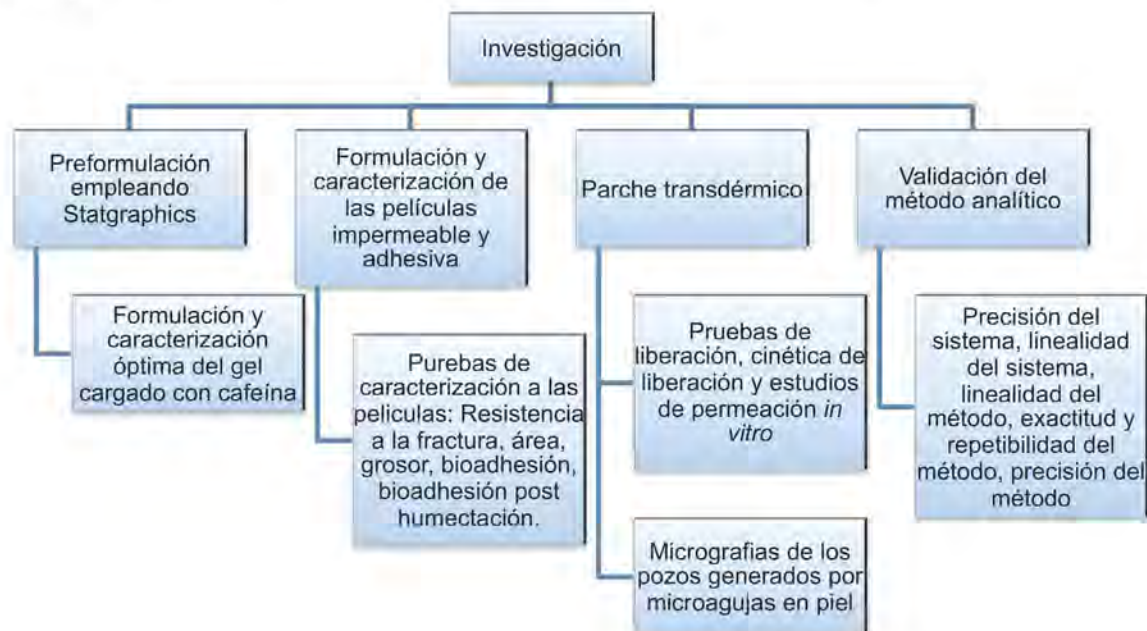 Investigación
Preformulación
empleando
Statgraphics
Formulación y
caracterización
óptima del gel
cargado con cafeína
Formulación y
caracterización de
las películas
impermeable y
adhesiva
Purebas de
caracterización a las
peliculas: Resistencia
a la fractura, área,
grosor, bioadhesión,
bioadhesión post
humectación.
Parche transdérmico
Pruebas de
liberación, cinética de
liberación y estudios
de permeación in
vitro
Micrografias de los
pozos generados por
microagujas en piel
Validación del
método analítico
Precisión del
sistema, linealidad
del sistema,
linealidad del
método, exactitud y
repetibilidad del
método, precisión del
método